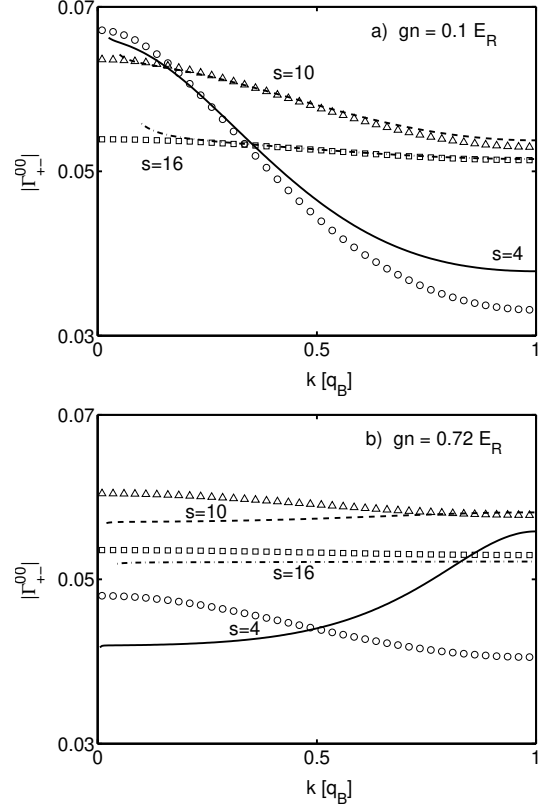 a) gn = 0.1 E_R
0.07
0.05
0.03
|Γ^00_+−|
s=10
s=16
s=4
0
0.5
1
k [q_B]
b) gn = 0.72 E_R
0.07
0.05
0.03
|Γ^00_+−|
s=10
s=16
s=4
0
0.5
1
k [q_B]